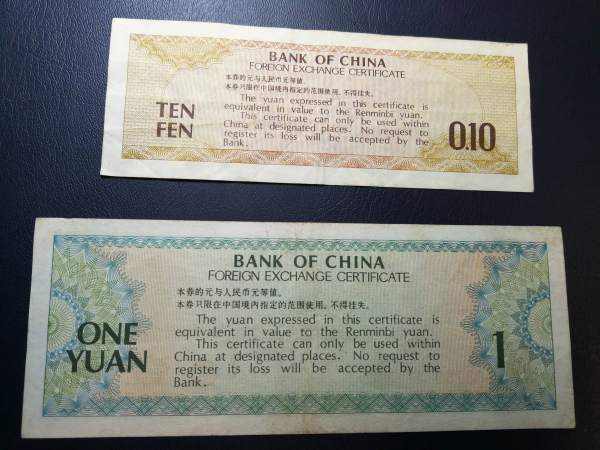 BANK OF CHINA
FOREIGN EXCHANGE CERTIFICATE
本券的元与人民币元等值。
本券只限在中国境内指定的范围使用,不得挂失。
The yuan expressed in this certificate is
equivalent in value to the Renminbi yuan.
This certificate can only be used within
China at designated places. No request to
register its loss will be accepted by the
Bank.
TEN
FEN
0.10
BANK OF CHINA
FOREIGN EXCHANGE CERTIFICATE
本券的元与人民币元等值。
本券只限在中国境内指定的范围使用,不得挂失。
The yuan expressed in this certificate is
equivalent in value to the Renminbi yuan.
This certificate can only be used within
China at designated places. No request to
register its loss will be accepted by the
Bank.
ONE
YUAN
1